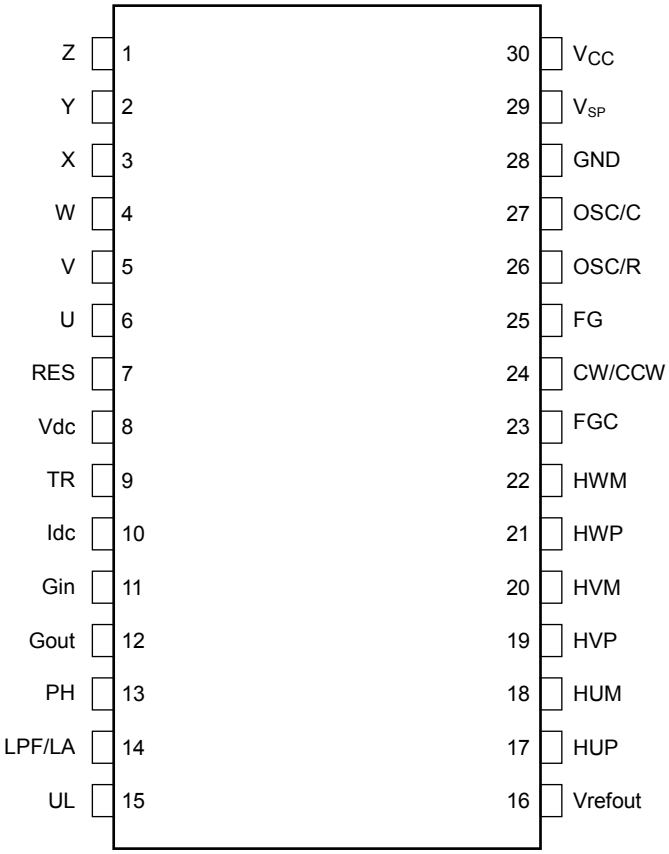 Z 1 30 VCC
Y 2 29 VSP
X 3 28 GND
W 4 27 OSC/C
V 5 26 OSC/R
U 6 25 FG
RES 7 24 CW/CCW
Vdc 8 23 FGC
TR 9 22 HWM
Idc 10 21 HWP
Gin 11 20 HVM
Gout 12 19 HVP
PH 13 18 HUM
LPF/LA 14 17 HUP
UL 15 16 Vrefout